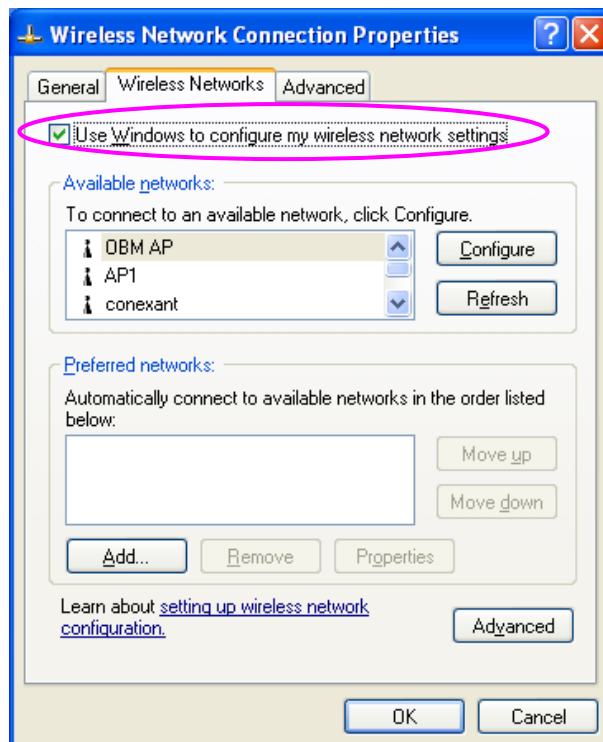 Wireless Network Connection Properties
General Wireless Networks Advanced
Use Windows to configure my wireless network settings
Available networks:
To connect to an available network, click Configure.
OBM AP
AP1
conexant
Configure
Refresh
Preferred networks:
Automatically connect to available networks in the order listed
below:
Move up
Move down
Add... Remove Properties
Learn about setting up wireless network
configuration.
Advanced
OK Cancel